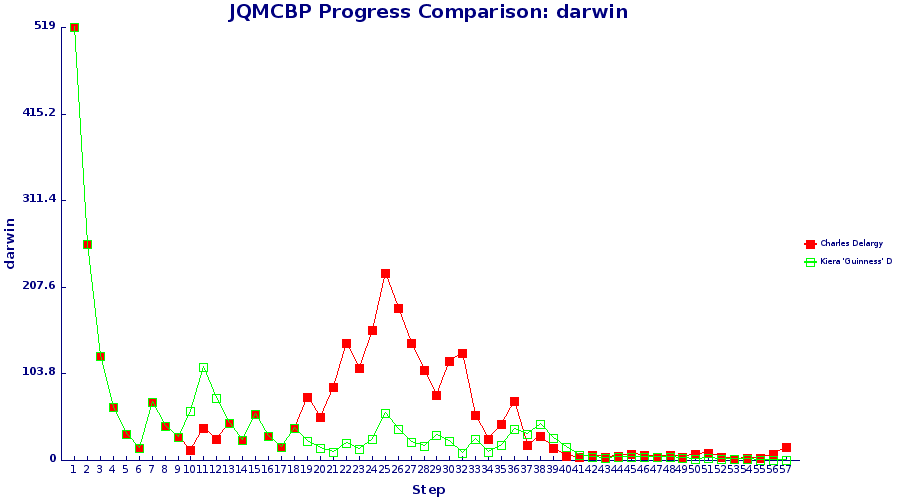 JQMCBP Progress Comparison: darwin
519
415.2
311.4
207.6
103.8
0
darwin
1 2 3 4 5 6 7 8 9 10 11 12 13 14 15 16 17 18 19 20 21 22 23 24 25 26 27 28 29 30 31 32 33 34 35 36 37 38 39 40 41 42 43 44 45 46 47 48 49 50 51 52 53 54 55 56 57
Step
Charles Delargy
Kiera 'Guinness' D